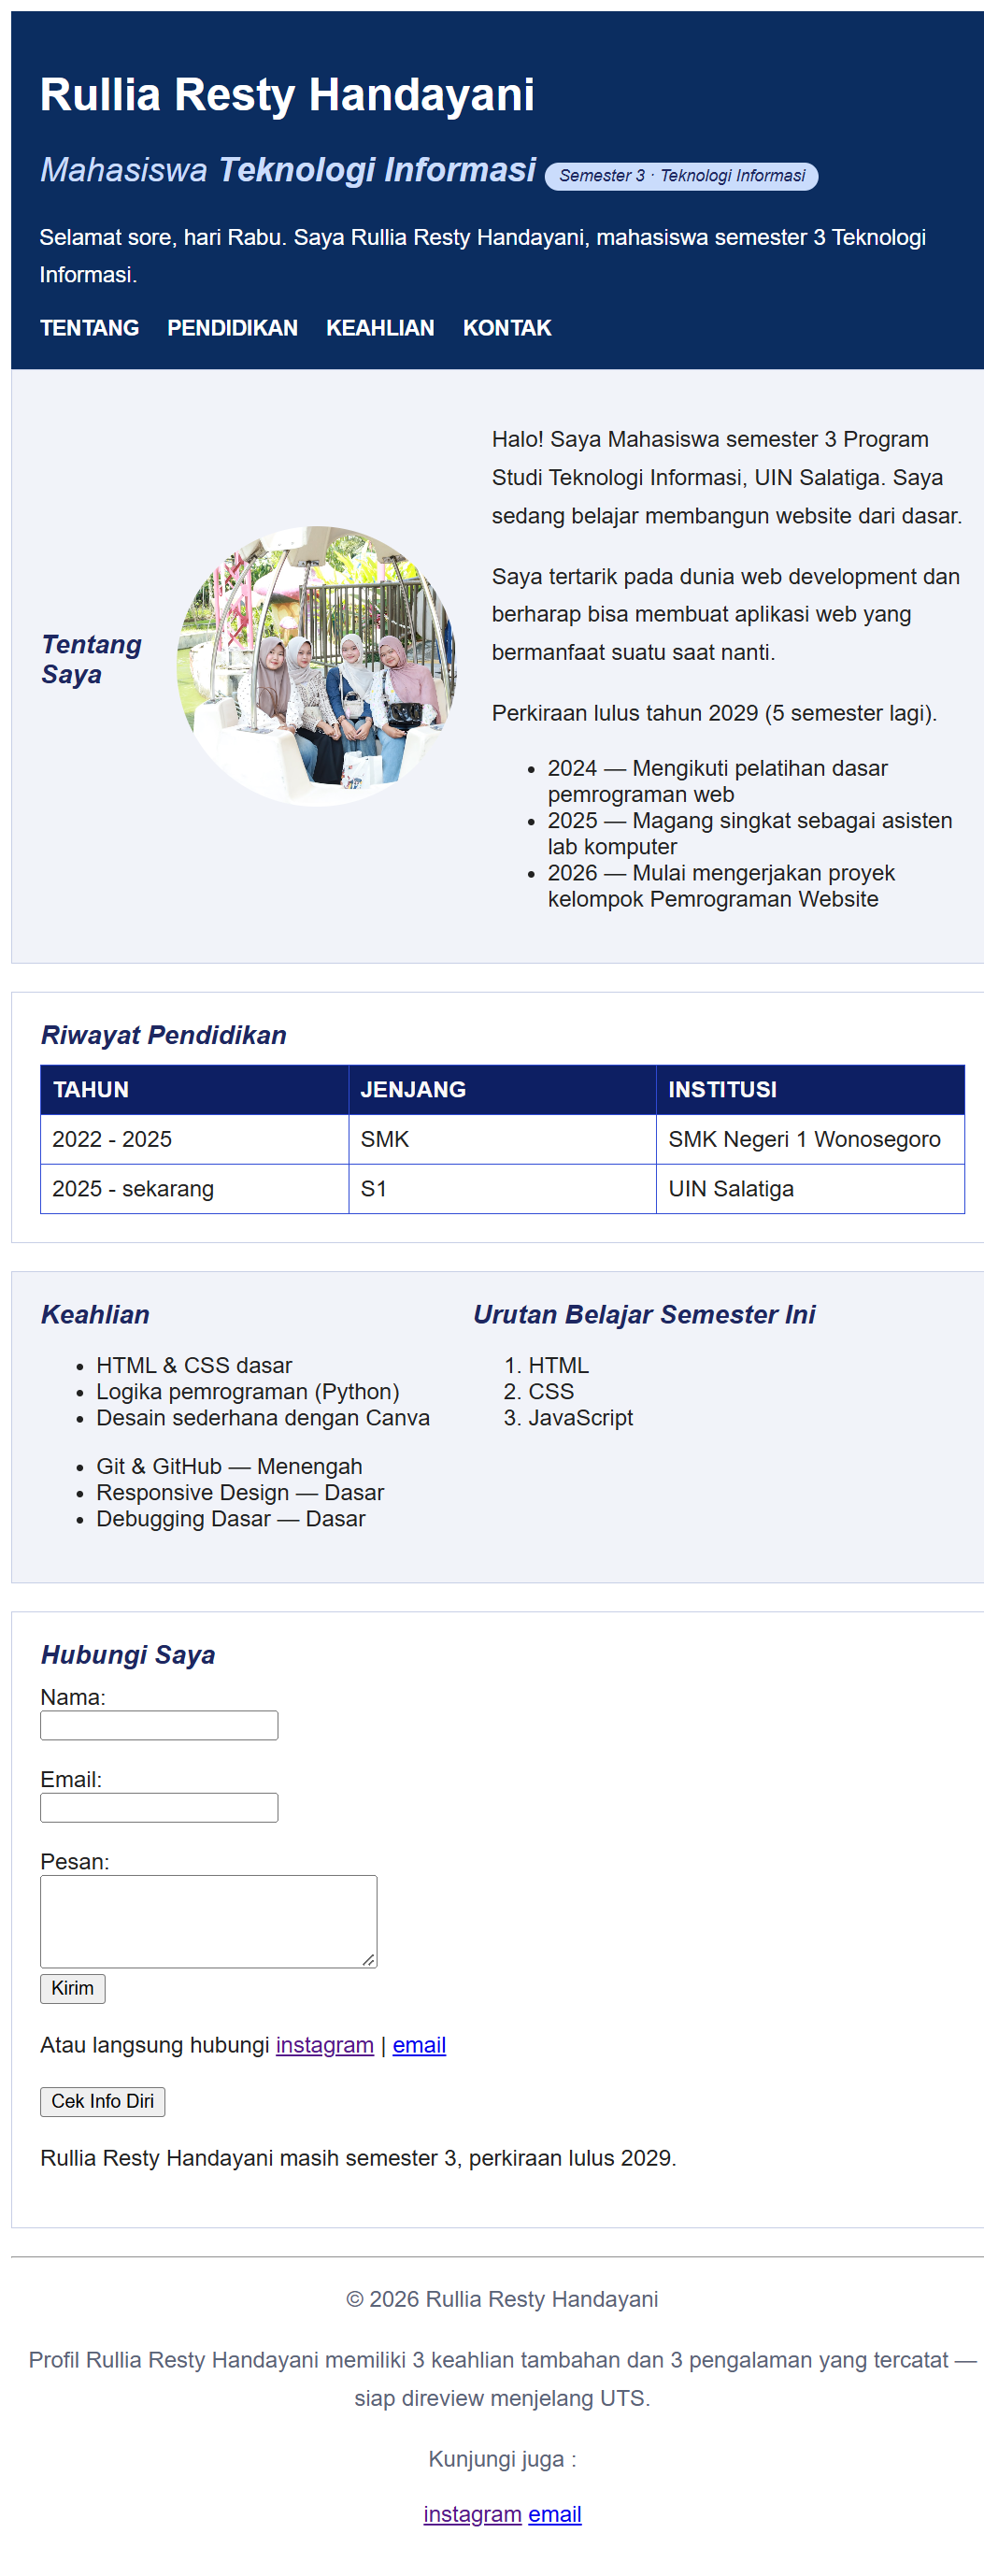 Rullia Resty Handayani
Mahasiswa Teknologi Informasi Semester 3 · Teknologi Informasi
Selamat sore, hari Rabu. Saya Rullia Resty Handayani, mahasiswa semester 3 Teknologi
Informasi.
TENTANG PENDIDIKAN KEAHLIAN KONTAK
Tentang
Saya
Halo! Saya Mahasiswa semester 3 Program
Studi Teknologi Informasi, UIN Salatiga. Saya
sedang belajar membangun website dari dasar.
Saya tertarik pada dunia web development dan
berharap bisa membuat aplikasi web yang
bermanfaat suatu saat nanti.
Perkiraan lulus tahun 2029 (5 semester lagi).
• 2024 — Mengikuti pelatihan dasar
pemrograman web
• 2025 — Magang singkat sebagai asisten
lab komputer
• 2026 — Mulai mengerjakan proyek
kelompok Pemrograman Website
Riwayat Pendidikan
TAHUN JENJANG INSTITUSI
2022 - 2025 SMK SMK Negeri 1 Wonosegoro
2025 - sekarang S1 UIN Salatiga
Keahlian
• HTML & CSS dasar
• Logika pemrograman (Python)
• Desain sederhana dengan Canva
• Git & GitHub — Menengah
• Responsive Design — Dasar
• Debugging Dasar — Dasar
Urutan Belajar Semester Ini
1. HTML
2. CSS
3. JavaScript
Hubungi Saya
Nama:
Email:
Pesan:
Kirim
Atau langsung hubungi instagram | email
Cek Info Diri
Rullia Resty Handayani masih semester 3, perkiraan lulus 2029.
© 2026 Rullia Resty Handayani
Profil Rullia Resty Handayani memiliki 3 keahlian tambahan dan 3 pengalaman yang tercatat —
siap direview menjelang UTS.
Kunjungi juga :
instagram email